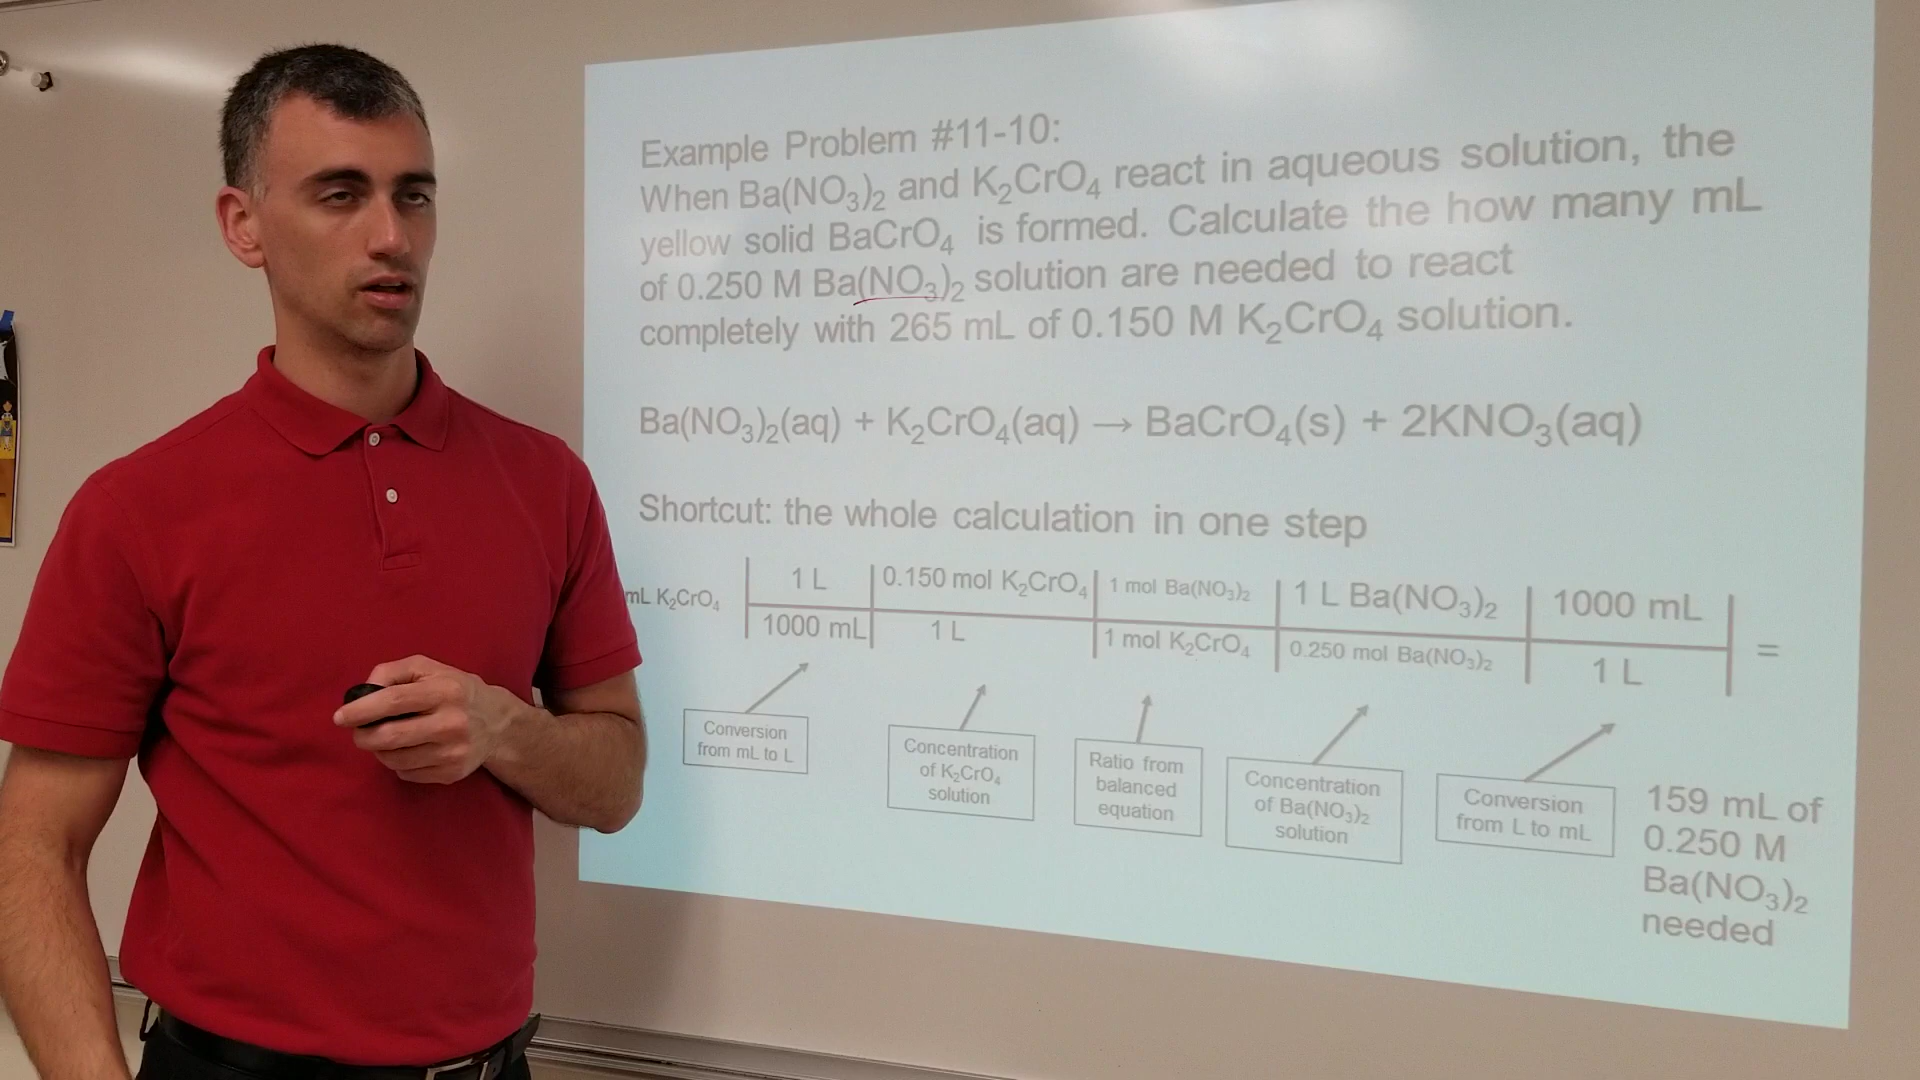 Example Problem #11-10:
When Ba(NO₃)₂ and K₂CrO₄ react in aqueous solution, the
yellow solid BaCrO₄ is formed. Calculate the how many mL
of 0.250 M Ba(NO₃)₂ solution are needed to react
completely with 265 mL of 0.150 M K₂CrO₄ solution.
Ba(NO₃)₂(aq) + K₂CrO₄(aq) → BaCrO₄(s) + 2KNO₃(aq)
Shortcut: the whole calculation in one step
mL K₂CrO₄ | 1 L | 0.150 mol K₂CrO₄ | 1 mol Ba(NO₃)₂ | 1 L Ba(NO₃)₂ | 1000 mL | =
1000 mL | 1 L | 1 mol K₂CrO₄ | 0.250 mol Ba(NO₃)₂ | 1 L
Conversion
from mL to L
Concentration
of K₂CrO₄
solution
Ratio from
balanced
equation
Concentration
of Ba(NO₃)₂
solution
Conversion
from L to mL
159 mL of
0.250 M
Ba(NO₃)₂
needed